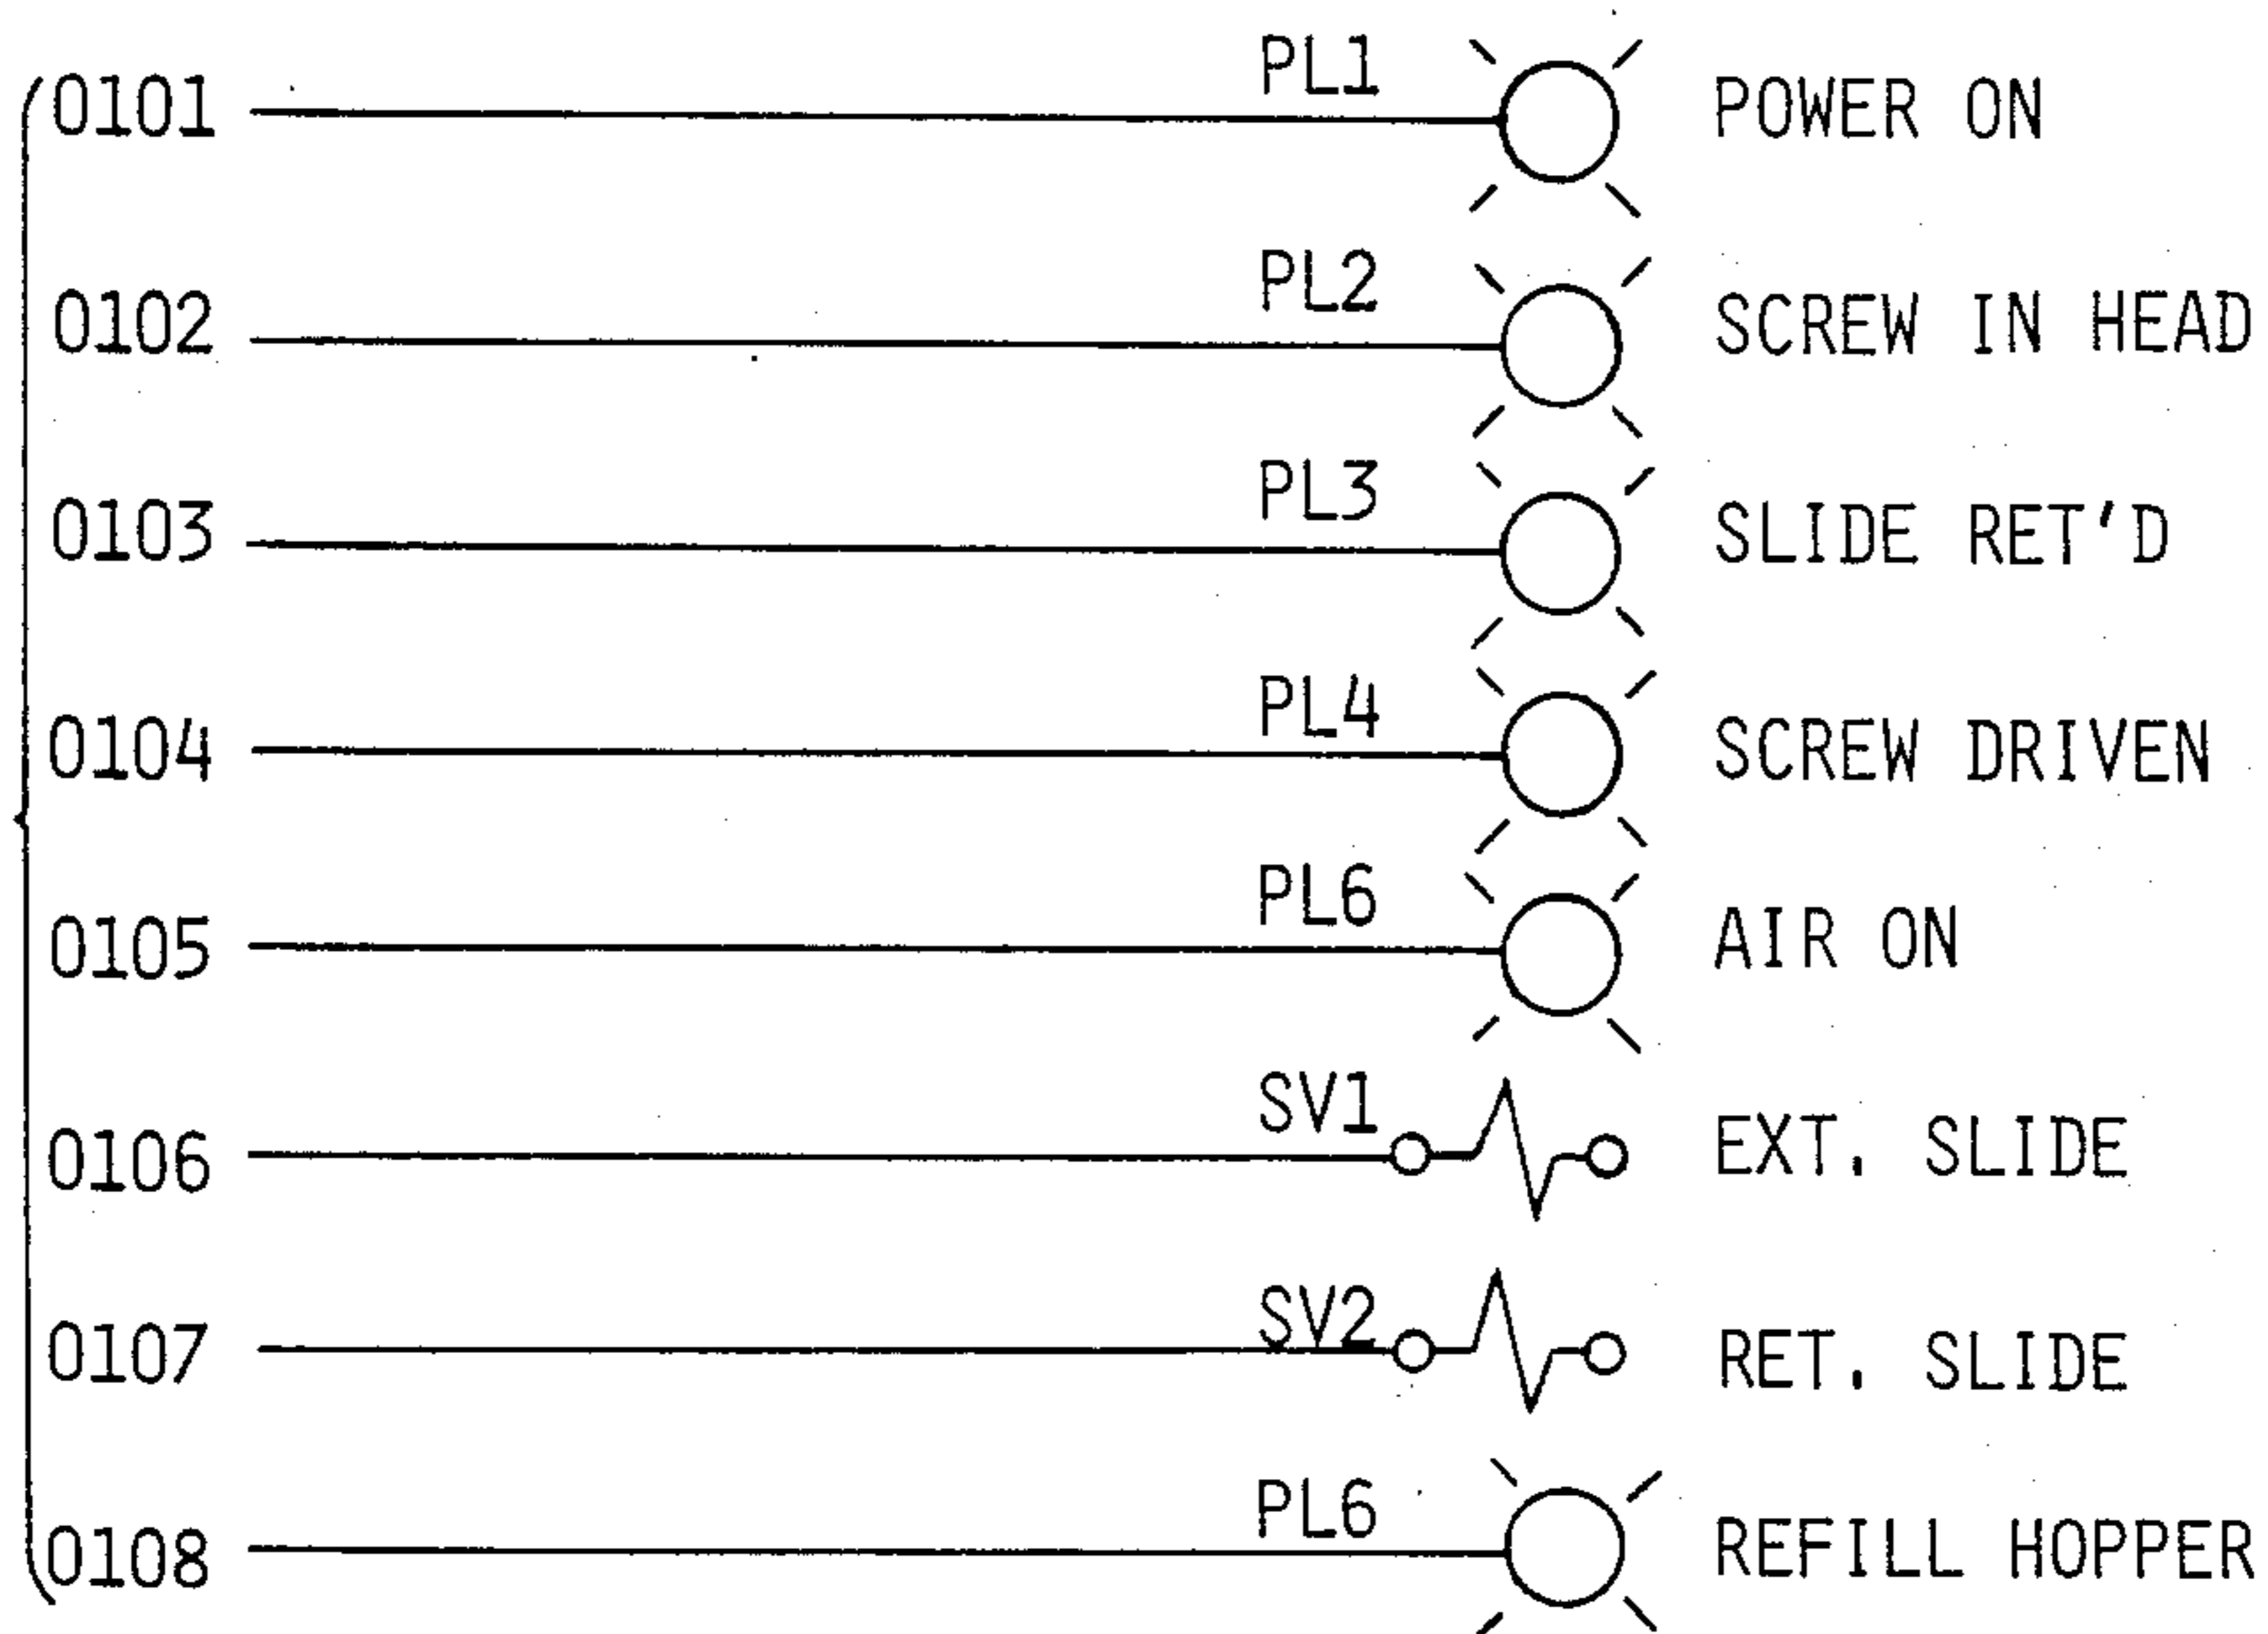 0101 PL1 POWER ON
0102 PL2 SCREW IN HEAD
0103 PL3 SLIDE RET'D
0104 PL4 SCREW DRIVEN
0105 PL6 AIR ON
0106 SV1 EXT. SLIDE
0107 SV2 RET. SLIDE
0108 PL6 REFILL HOPPER